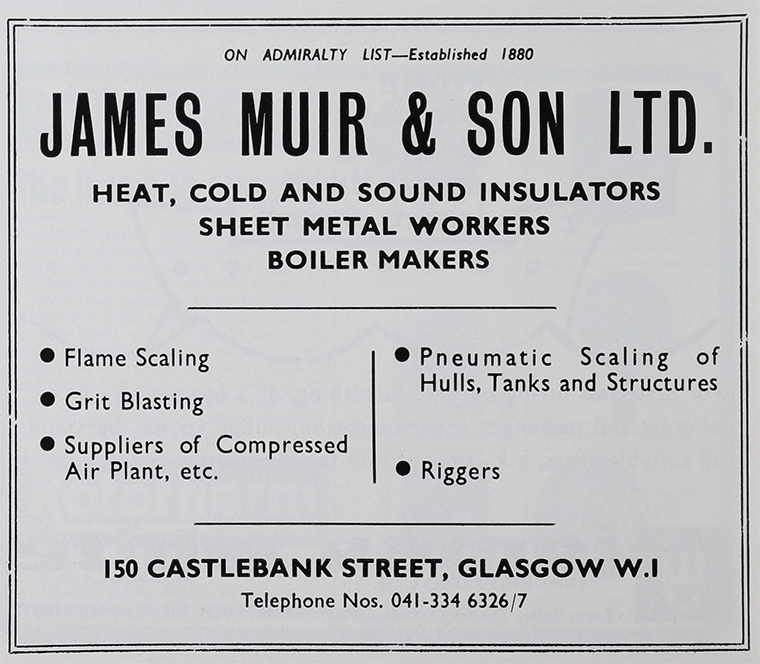 ON ADMIRALTY LIST—Established 1880
JAMES MUIR & SON LTD.
HEAT, COLD AND SOUND INSULATORS
SHEET METAL WORKERS
BOILER MAKERS
● Flame Scaling
● Grit Blasting
● Suppliers of Compressed
Air Plant, etc.
● Pneumatic Scaling of
Hulls, Tanks and Structures
● Riggers
150 CASTLEBANK STREET, GLASGOW W.1
Telephone Nos. 041-334 6326/7